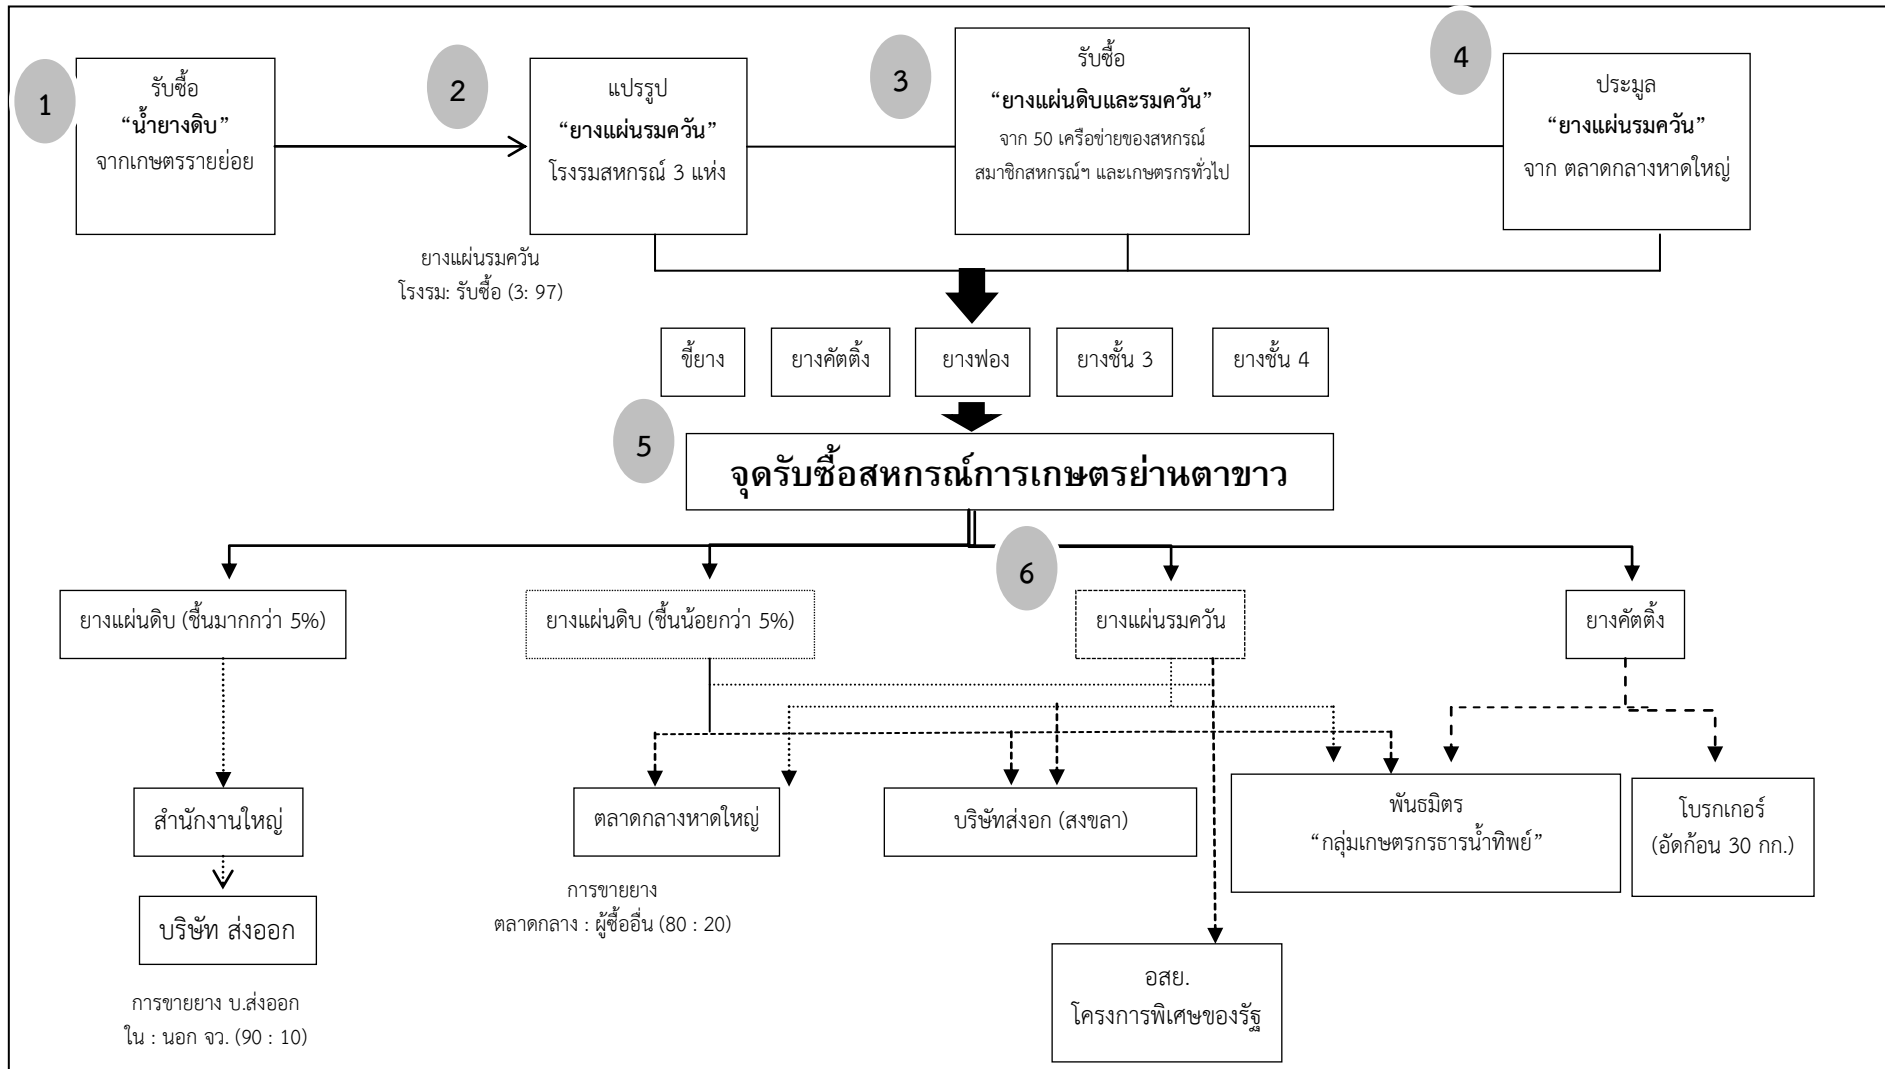 1
รับซื้อ
“น้ำยางดิบ”
จากเกษตรรายย่อย
2
แปรรูป
“ยางแผ่นรมควัน”
โรงรมสหกรณ์ 3 แห่ง
3
รับซื้อ
“ยางแผ่นดิบและรมควัน”
จาก 50 เครือข่ายของสหกรณ์
สมาชิกสหกรณ์ฯ และเกษตรกรทั่วไป
4
ประมูล
“ยางแผ่นรมควัน”
จาก ตลาดกลางหาดใหญ่
ยางแผ่นรมควัน
โรงรม: รับซื้อ (3: 97)
ขี้ยาง
ยางคัตติ้ง
ยางฟอง
ยางชั้น 3
ยางชั้น 4
5
จุดรับซื้อสหกรณ์การเกษตรย่านตาขาว
6
ยางแผ่นดิบ (ชื้นมากกว่า 5%)
ยางแผ่นดิบ (ชื้นน้อยกว่า 5%)
ยางแผ่นรมควัน
ยางคัตติ้ง
สำนักงานใหญ่
ตลาดกลางหาดใหญ่
บริษัทส่งอก (สงขลา)
พันธมิตร
“กลุ่มเกษตรกรธารน้ำทิพย์”
โบรกเกอร์
(อัดก้อน 30 กก.)
การขายยาง
ตลาดกลาง : ผู้ซื้ออื่น (80 : 20)
บริษัท ส่งออก
อสย.
โครงการพิเศษของรัฐ
การขายยาง บ.ส่งออก
ใน : นอก จว. (90 : 10)